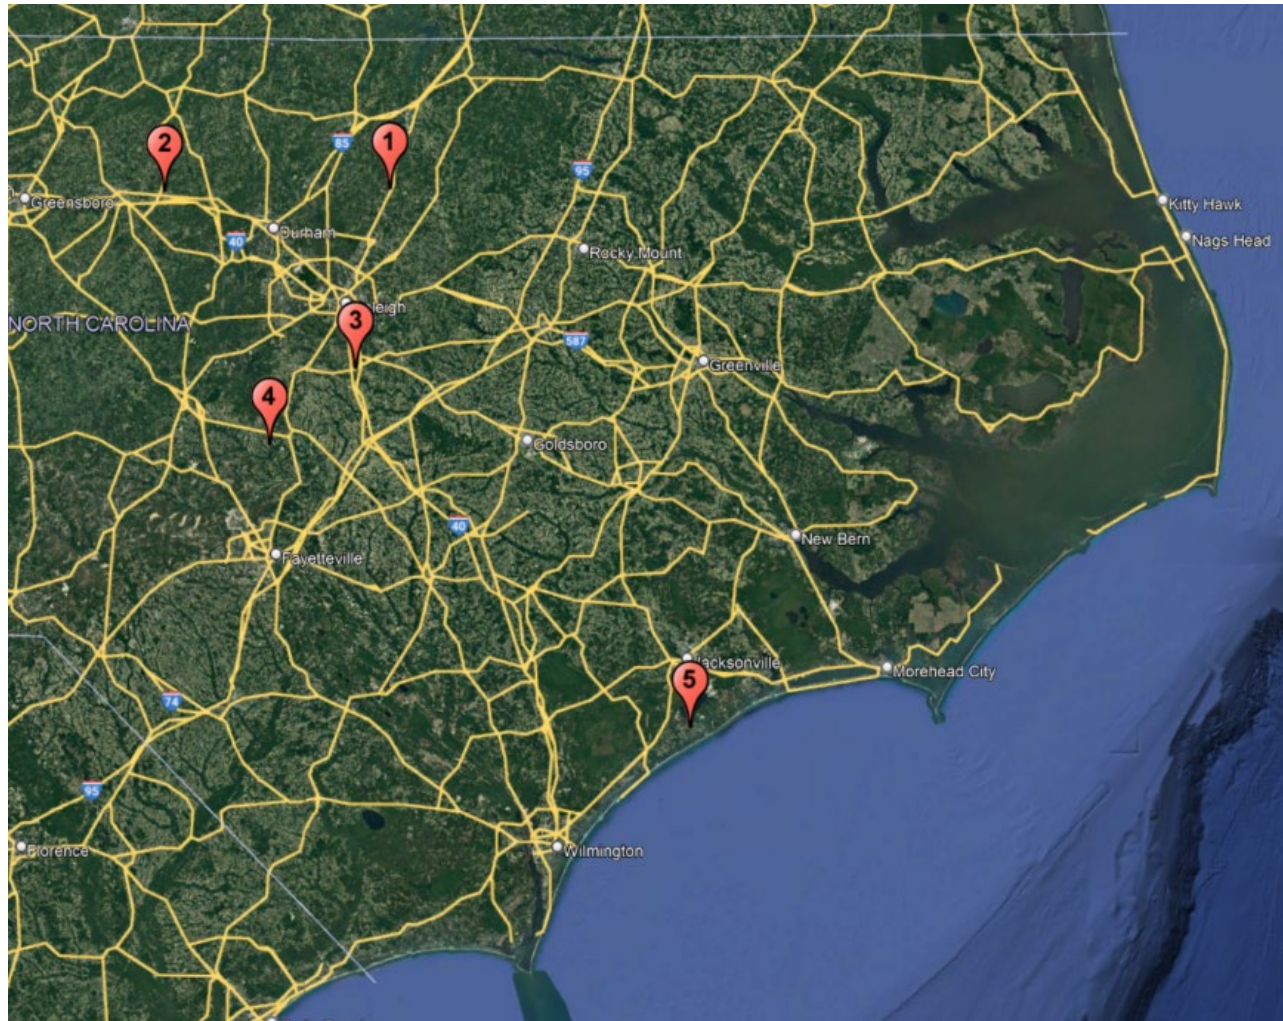 2
1
85
95
Greensboro
Kitty Hawk
Durham
40
Nags Head
Rocky Mount
leigh
NORTH CAROLINA
3
587
Greenville
4
Goldsboro
40
New Bern
Fayetteville
Jacksonville
Morehead City
5
74
95
Florence
Wilmington